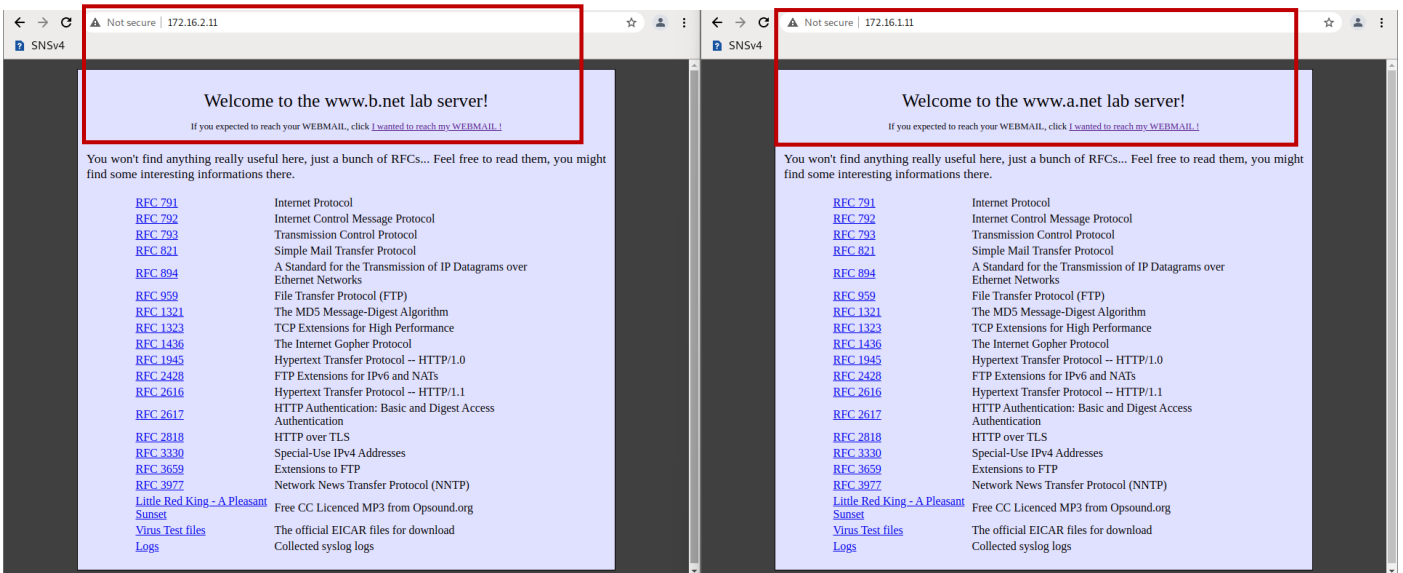 Not secure | 172.16.2.11
SNSv4
Welcome to the www.b.net lab server!
If you expected to reach your WEBMAIL, click I wanted to reach my WEBMAIL !
You won't find anything really useful here, just a bunch of RFCs... Feel free to read them, you might
find some interesting informations there.
RFC 791 Internet Protocol
RFC 792 Internet Control Message Protocol
RFC 793 Transmission Control Protocol
RFC 821 Simple Mail Transfer Protocol
RFC 894 A Standard for the Transmission of IP Datagrams over
Ethernet Networks
RFC 959 File Transfer Protocol (FTP)
RFC 1321 The MD5 Message-Digest Algorithm
RFC 1323 TCP Extensions for High Performance
RFC 1436 The Internet Gopher Protocol
RFC 1945 Hypertext Transfer Protocol -- HTTP/1.0
RFC 2428 FTP Extensions for IPv6 and NATs
RFC 2616 Hypertext Transfer Protocol -- HTTP/1.1
RFC 2617 HTTP Authentication: Basic and Digest Access
Authentication
RFC 2818 HTTP over TLS
RFC 3330 Special-Use IPv4 Addresses
RFC 3659 Extensions to FTP
RFC 3977 Network News Transfer Protocol (NNTP)
Little Red King - A Pleasant
Sunset Free CC Licenced MP3 from Opsound.org
Virus Test files The official EICAR files for download
Logs Collected syslog logs
Not secure | 172.16.1.11
SNSv4
Welcome to the www.a.net lab server!
If you expected to reach your WEBMAIL, click I wanted to reach my WEBMAIL !
You won't find anything really useful here, just a bunch of RFCs... Feel free to read them, you might
find some interesting informations there.
RFC 791 Internet Protocol
RFC 792 Internet Control Message Protocol
RFC 793 Transmission Control Protocol
RFC 821 Simple Mail Transfer Protocol
RFC 894 A Standard for the Transmission of IP Datagrams over
Ethernet Networks
RFC 959 File Transfer Protocol (FTP)
RFC 1321 The MD5 Message-Digest Algorithm
RFC 1323 TCP Extensions for High Performance
RFC 1436 The Internet Gopher Protocol
RFC 1945 Hypertext Transfer Protocol -- HTTP/1.0
RFC 2428 FTP Extensions for IPv6 and NATs
RFC 2616 Hypertext Transfer Protocol -- HTTP/1.1
RFC 2617 HTTP Authentication: Basic and Digest Access
Authentication
RFC 2818 HTTP over TLS
RFC 3330 Special-Use IPv4 Addresses
RFC 3659 Extensions to FTP
RFC 3977 Network News Transfer Protocol (NNTP)
Little Red King - A Pleasant
Sunset Free CC Licenced MP3 from Opsound.org
Virus Test files The official EICAR files for download
Logs Collected syslog logs